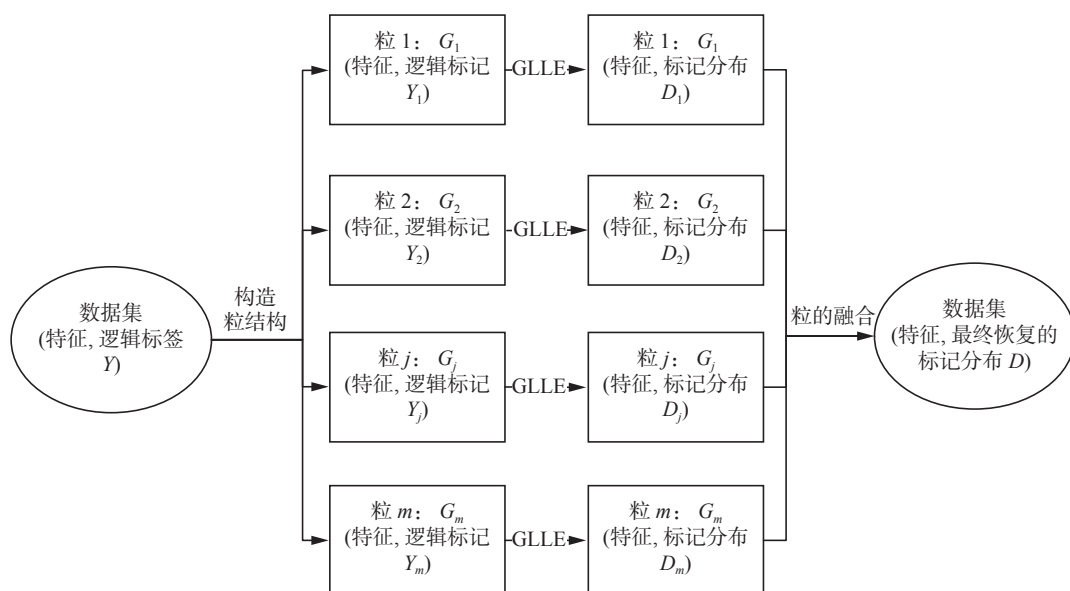 数据集
(特征, 逻辑标签
Y)
构造
粒结构
粒 1： G₁
(特征, 逻辑标记
Y₁)
GLLE
粒 1： G₁
(特征, 标记分布
D₁)
粒 2： G₂
(特征, 逻辑标记
Y₂)
GLLE
粒 2： G₂
(特征, 标记分布
D₂)
粒 j： Gⱼ
(特征, 逻辑标记
Yⱼ)
GLLE
粒 j： Gⱼ
(特征, 标记分布
Dⱼ)
粒 m： Gₘ
(特征, 逻辑标记
Yₘ)
GLLE
粒 m： Gₘ
(特征, 标记分布
Dₘ)
粒的融合
数据集
(特征, 最终恢复的
标记分布 D)